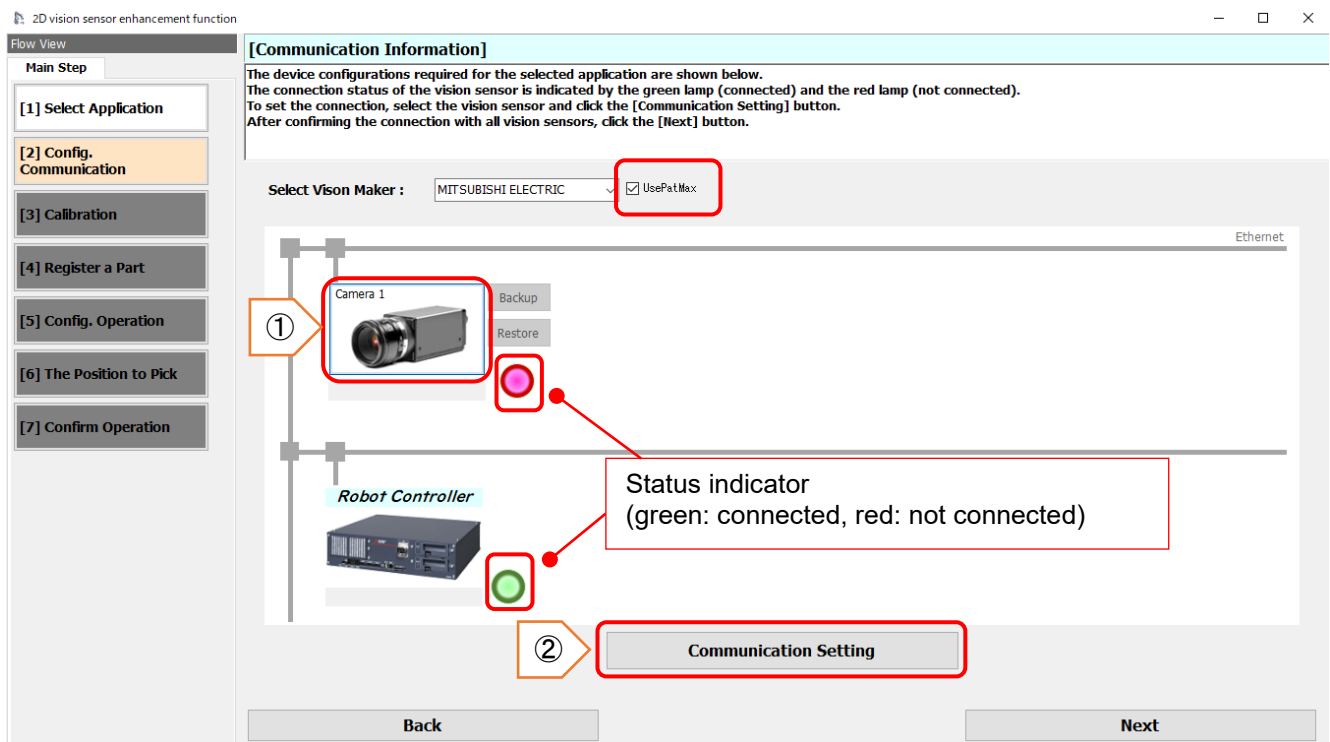 2D vision sensor enhancement function
Flow View
Main Step
[1] Select Application
[2] Config.
Communication
[3] Calibration
[4] Register a Part
[5] Config. Operation
[6] The Position to Pick
[7] Confirm Operation
[Communication Information]
The device configurations required for the selected application are shown below.
The connection status of the vision sensor is indicated by the green lamp (connected) and the red lamp (not connected).
To set the connection, select the vision sensor and click the [Communication Setting] button.
After confirming the connection with all vision sensors, click the [Next] button.
Select Vison Maker : MITSUBISHI ELECTRIC UsePatMax
Ethernet
Camera 1
Backup
①
Restore
Status indicator
(green: connected, red: not connected)
Robot Controller
②
Communication Setting
Back
Next